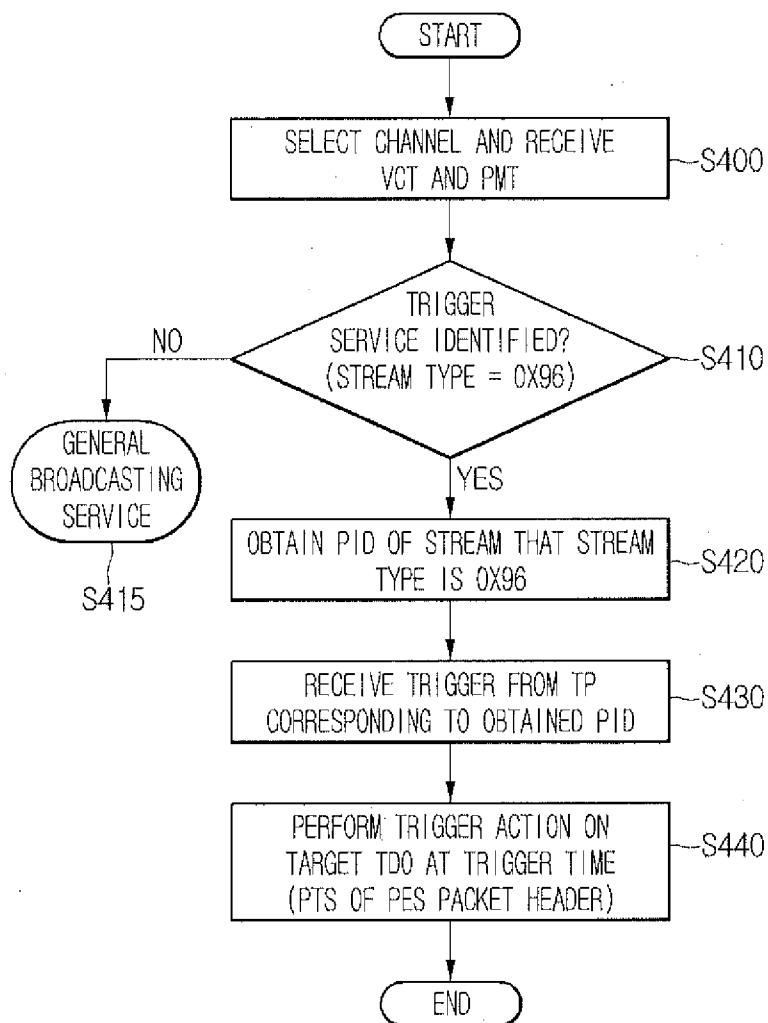 START
SELECT CHANNEL AND RECEIVE
VCT AND PMT
S400
TRIGGER
SERVICE IDENTIFIED?
(STREAM TYPE = 0X96)
S410
NO
GENERAL
BROADCASTING
SERVICE
S415
YES
OBTAIN PID OF STREAM THAT STREAM
TYPE IS 0X96
S420
RECEIVE TRIGGER FROM TP
CORRESPONDING TO OBTAINED PID
S430
PERFORM TRIGGER ACTION ON
TARGET TDO AT TRIGGER TIME
(PTS OF PES PACKET HEADER)
S440
END